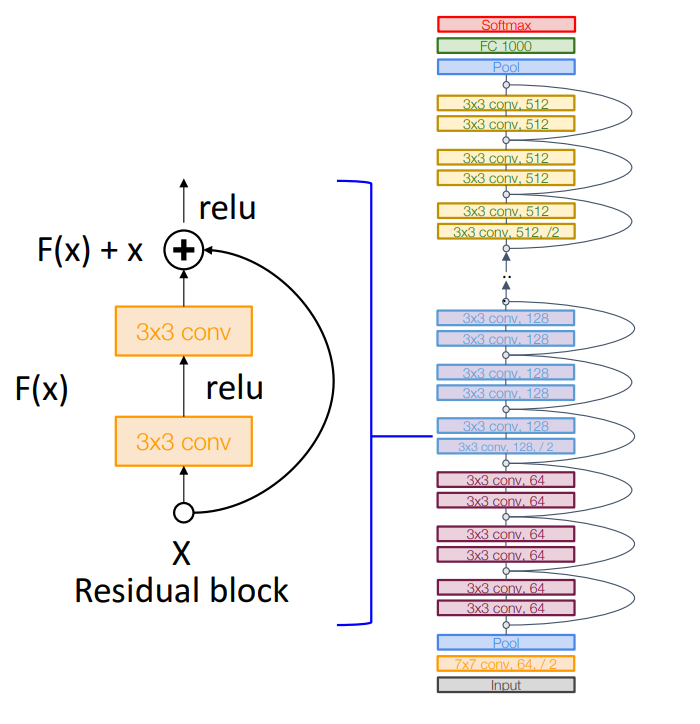 relu
F(x) + x
3x3 conv
F(x)
relu
3x3 conv
X
Residual block
Softmax
FC 1000
Pool
3x3 conv, 512
3x3 conv, 512
3x3 conv, 512
3x3 conv, 512
3x3 conv, 512
3x3 conv, 512, /2
..
3x3 conv, 128
3x3 conv, 128
3x3 conv, 128
3x3 conv, 128
3x3 conv, 128
3x3 conv, 128, / 2
3x3 conv, 64
3x3 conv, 64
3x3 conv, 64
3x3 conv, 64
3x3 conv, 64
3x3 conv, 64
Pool
7x7 conv, 64, / 2
Input